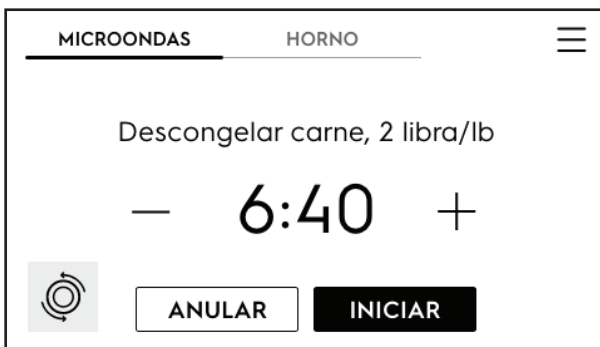 MICROONDAS HORNO
Descongelar carne, 2 libra/lb
6:40
ANULAR INICIAR